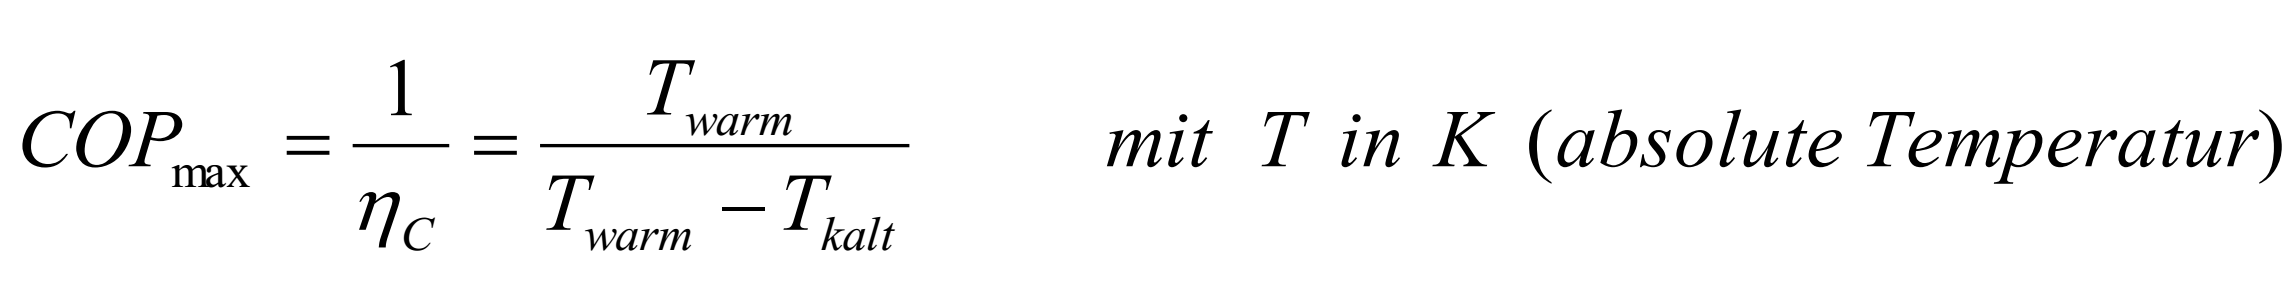 COP_max = 1/η_C = T_warm/(T_warm − T_kalt) mit T in K (absolute Temperatur)